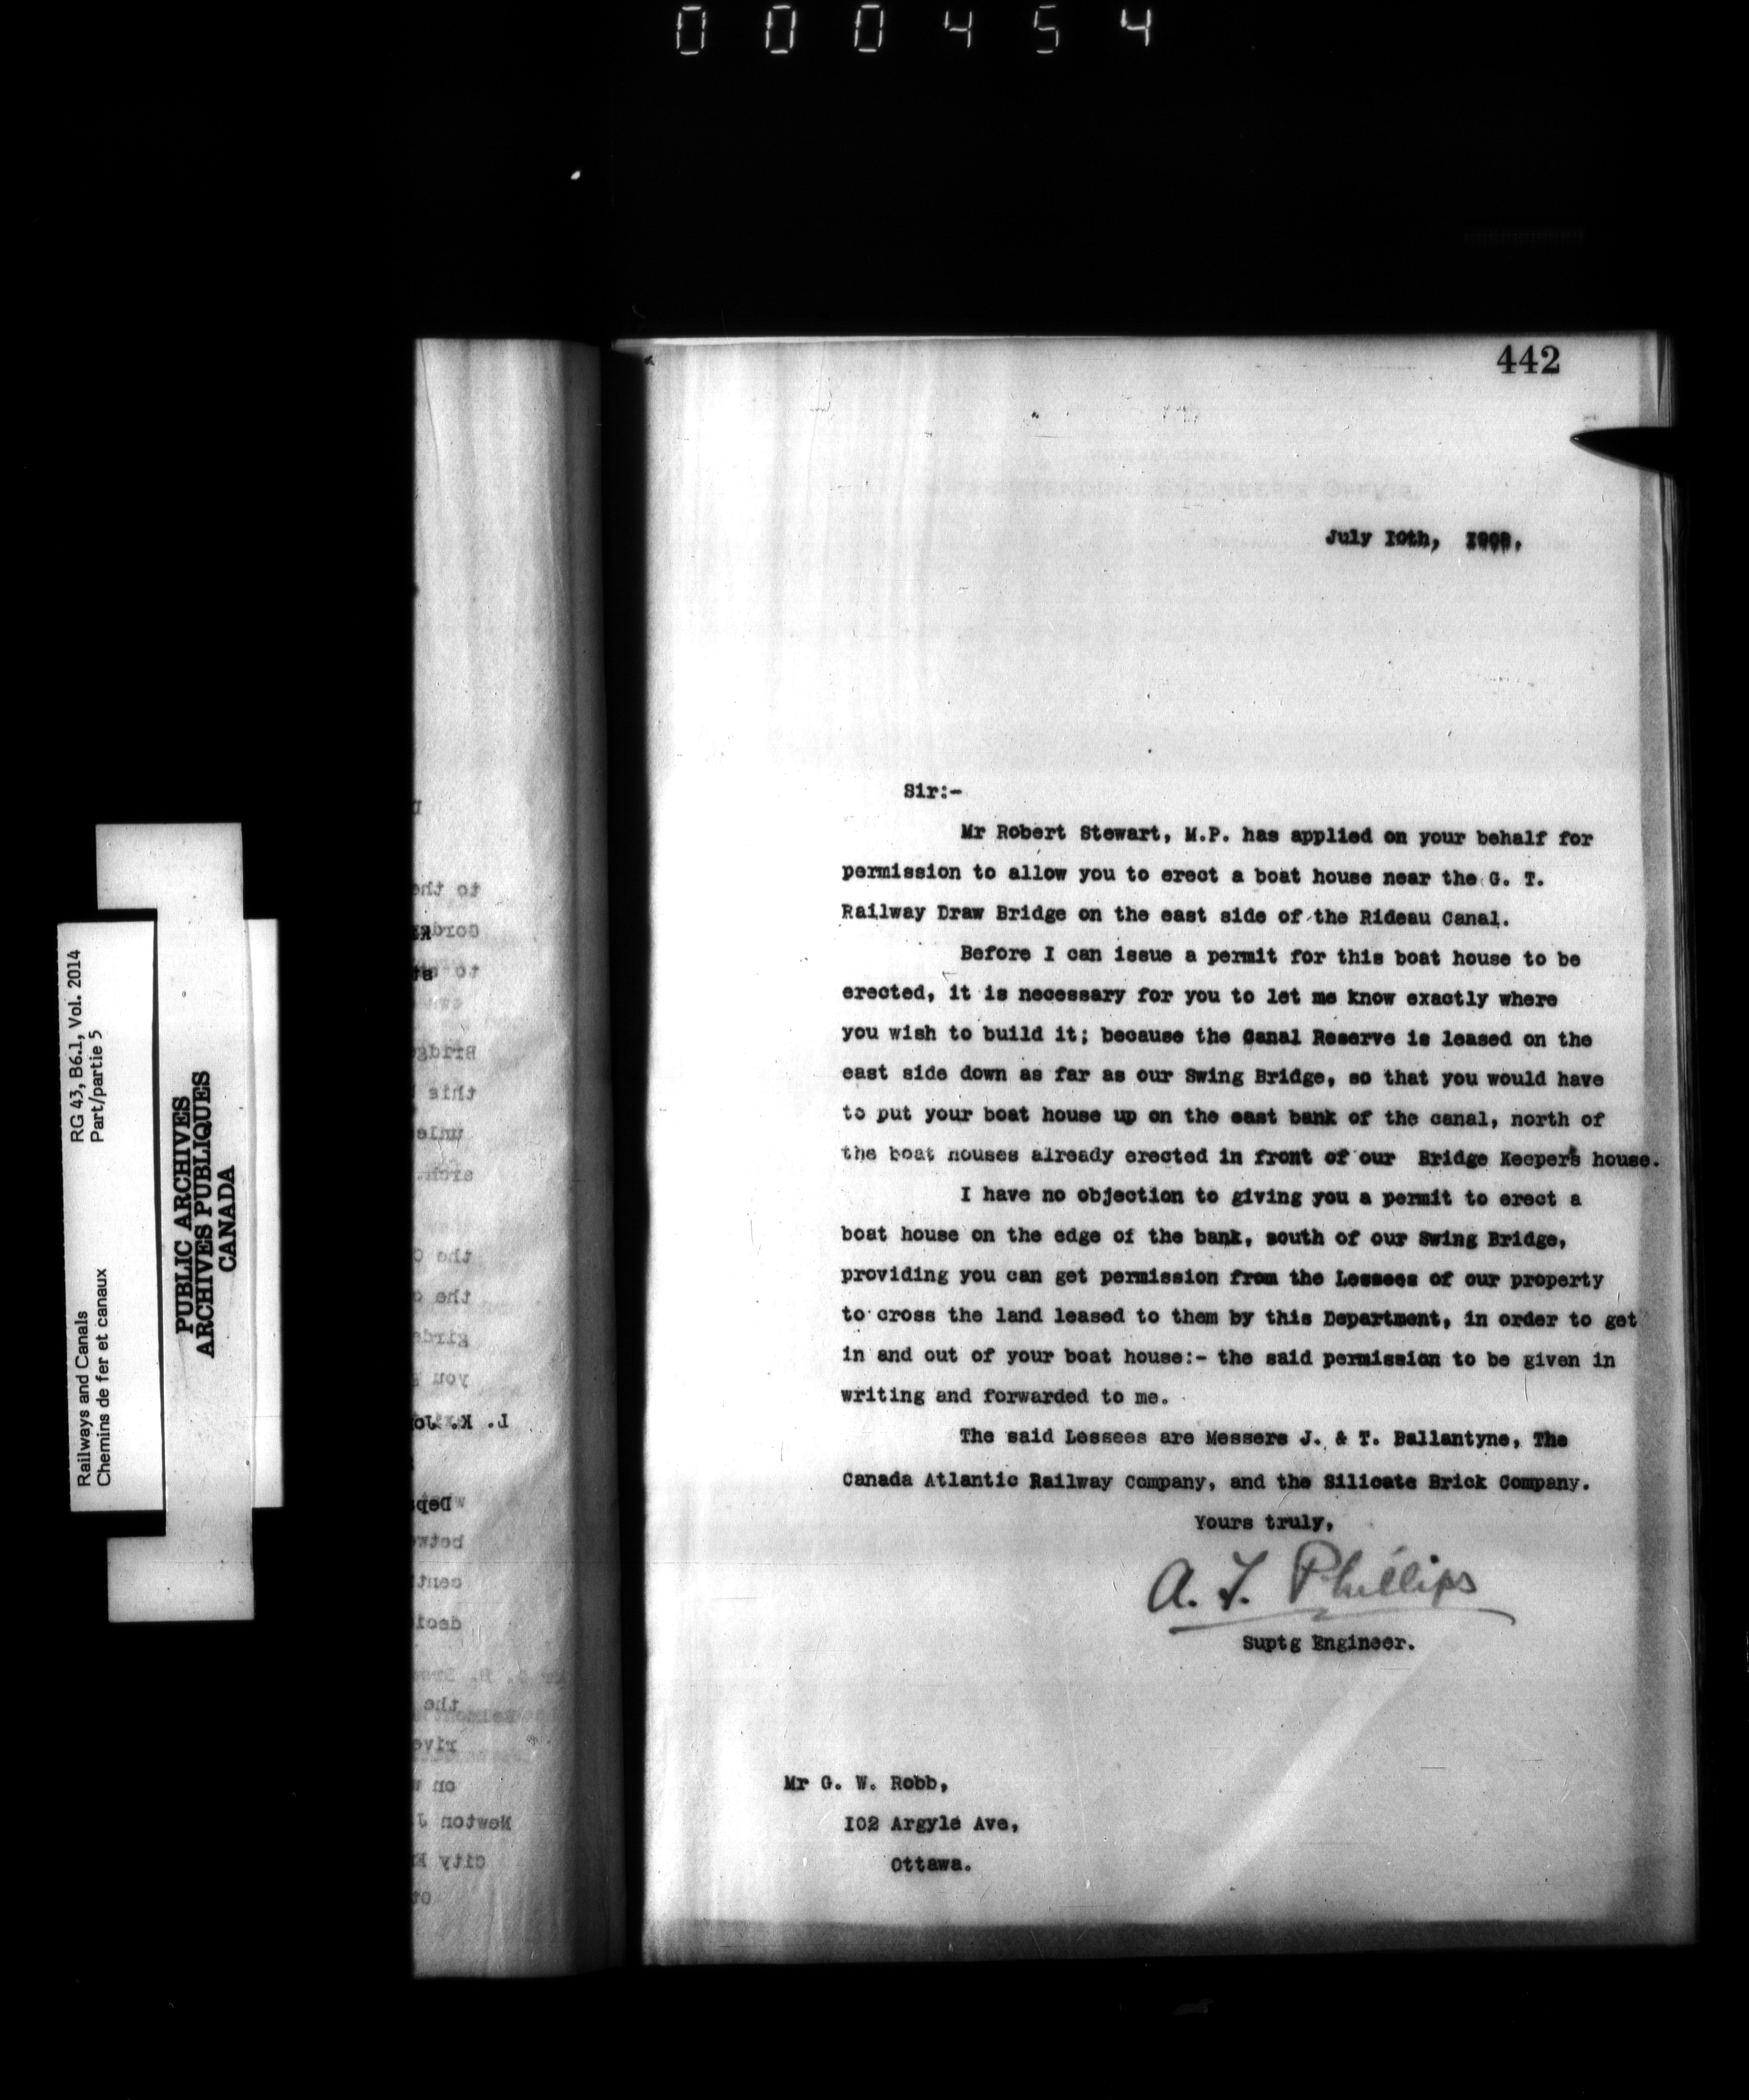 000454
442
July 10th,
Sir:-
Mr Robert Stewart, M.P. has applied on your behalf for
permission to allow you to erect a boat house near the G. T.
Railway Draw Bridge on the east side of the Rideau Canal.
Before I can issue a permit for this boat house to be
erected, it is necessary for you to let me know exactly where
you wish to build it; because the Canal Reserve is leased on the
east side down as far as our Swing Bridge, so that you would have
to put your boat house up on the east bank of the canal, north of
the boat houses already erected in front of our Bridge Keeper's house.
I have no objection to giving you a permit to erect a
boat house on the edge of the bank, south of our Swing Bridge,
providing you can get permission from the Lessees of our property
to cross the land leased to them by this Department, in order to get
in and out of your boat house:- the said permission to be given in
writing and forwarded to me.
The said Lessees are Messers J. & T. Ballantyne, The
Canada Atlantic Railway Company, and the Silicate Brick Company.
Yours truly,
A. T. Phillips
Suptg Engineer.
Mr G. W. Robb,
102 Argyle Ave,
Ottawa.
RG 43, B6.1, Vol. 2014
Part/partie 5
Railways and Canals
Chemins de fer et canaux
PUBLIC ARCHIVES
ARCHIVES PUBLIQUES
CANADA